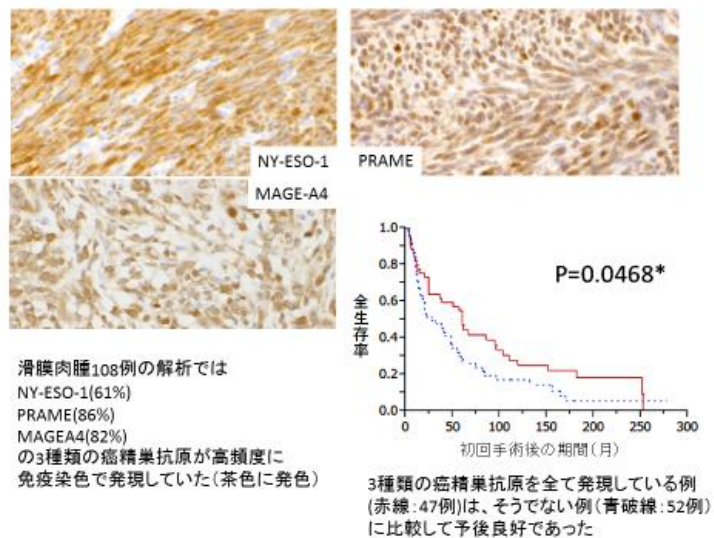 NY-ESO-1
PRAME
MAGE-A4
1.0
0.8
0.6
0.4
0.2
0.0
全生存率
P=0.0468*
0
50
100
150
200
250
300
初回手術後の期間(月)
滑膜肉腫108例の解析では
NY-ESO-1(61%)
PRAME(86%)
MAGEA4(82%)
の3種類の癌精巣抗原が高頻度に
免疫染色で発現していた(茶色に発色)
3種類の癌精巣抗原を全て発現している例
(赤線:47例)は、そうでない例(青破線:52例)
に比較して予後良好であった